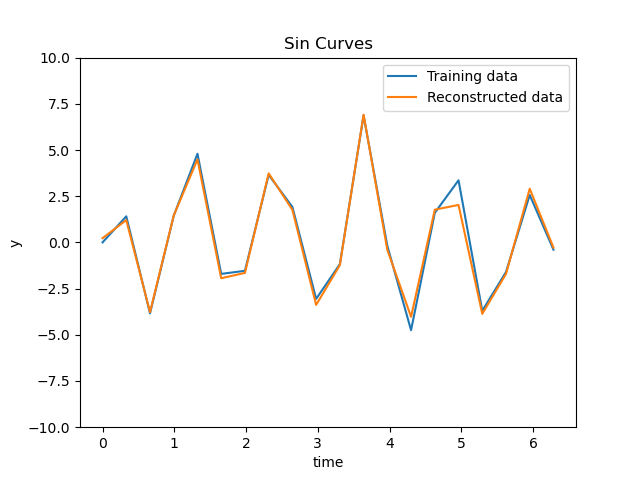 Sin Curves
Training data
Reconstructed data
10.0
7.5
5.0
2.5
0.0
−2.5
−5.0
−7.5
−10.0
y
0 1 2 3 4 5 6
time